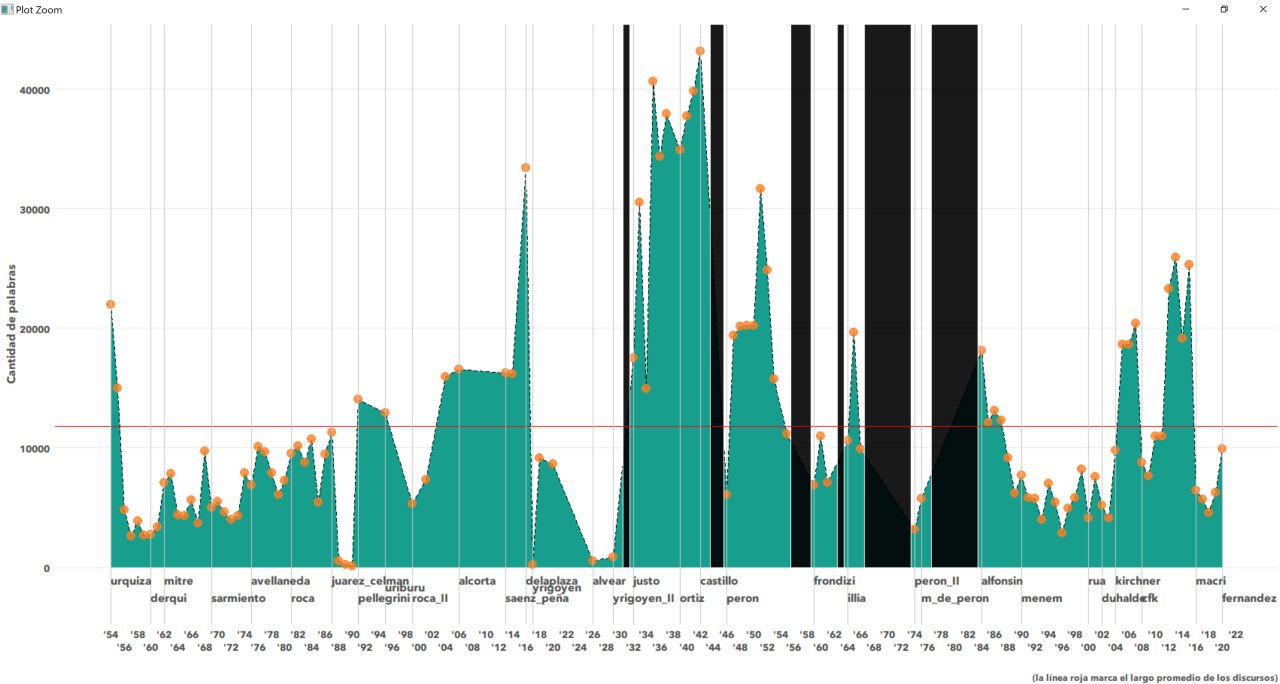 Plot Zoom
40000
30000
20000
10000
0
Cantidad de palabras
urquiza mitre avellaneda juarez_celman alcorta delaplaza alvear justo castillo frondizi peron_II alfonsin rua kirchner macri
uriburu yrigoyen
derqui sarmiento roca pellegrini roca_II saenz_peña yrigoyen_II ortiz peron illia m_de_peron menem duhalde cfk fernandez
'54 '58 '62 '66 '70 '74 '78 '82 '86 '90 '94 '98 '02 '06 '10 '14 '18 '22 '26 '30 '34 '38 '42 '46 '50 '54 '58 '62 '66 '70 '74 '78 '82 '86 '90 '94 '98 '02 '06 '10 '14 '18 '22
'56 '60 '64 '68 '72 '76 '80 '84 '88 '92 '96 '00 '04 '08 '12 '16 '20 '24 '28 '32 '36 '40 '44 '48 '52 '56 '60 '64 '68 '72 '76 '80 '84 '88 '92 '96 '00 '04 '08 '12 '16 '20
(la línea roja marca el largo promedio de los discursos)